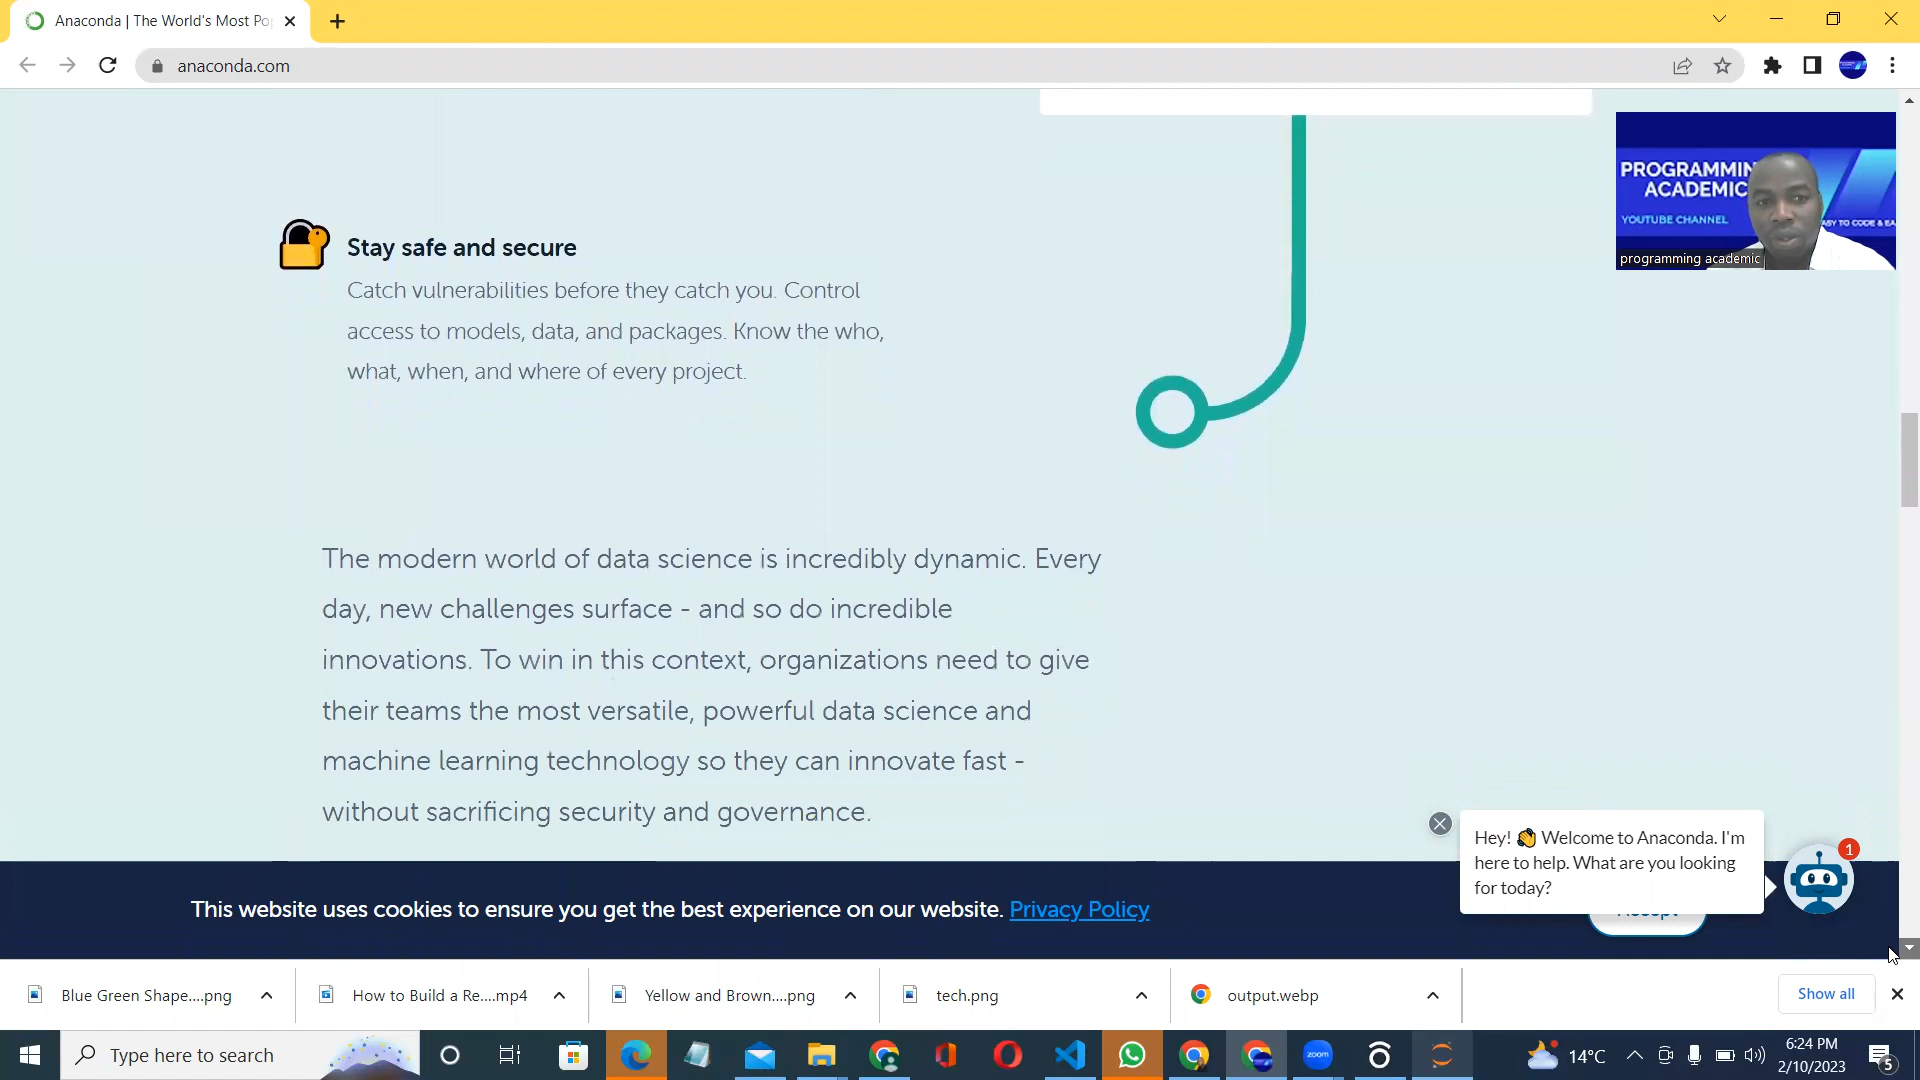 Anaconda | The World's Most Po
anaconda.com
PROGRAMMIN
ACADEMIC
YOUTUBE CHANNEL
programming academic
Stay safe and secure
Catch vulnerabilities before they catch you. Control
access to models, data, and packages. Know the who,
what, when, and where of every project.
The modern world of data science is incredibly dynamic. Every
day, new challenges surface - and so do incredible
innovations. To win in this context, organizations need to give
their teams the most versatile, powerful data science and
machine learning technology so they can innovate fast -
without sacrificing security and governance.
Hey! 👋 Welcome to Anaconda. I'm
here to help. What are you looking
for today?
1
This website uses cookies to ensure you get the best experience on our website. Privacy Policy
Accept
Blue Green Shape....png
How to Build a Re....mp4
Yellow and Brown....png
tech.png
output.webp
Show all
Type here to search
zoom
14°C
6:24 PM
2/10/2023
5